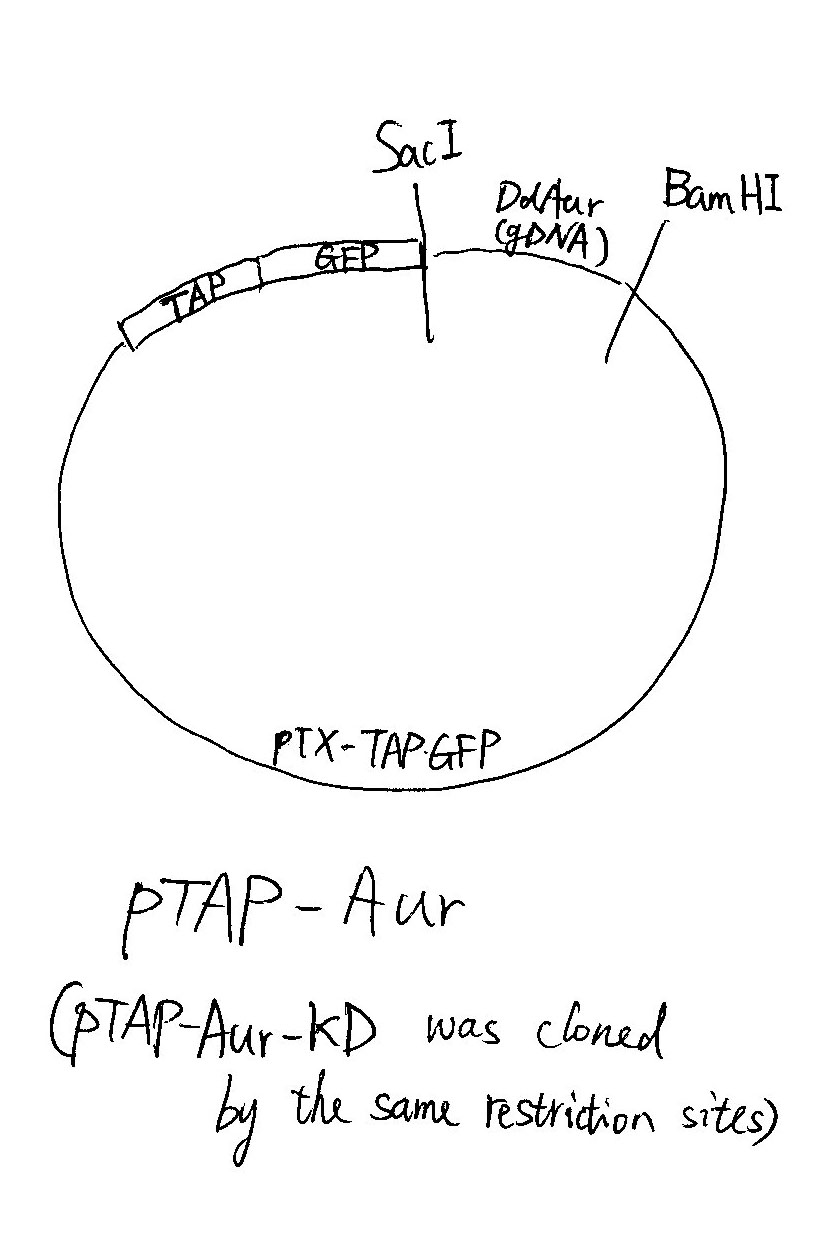 SacI
DdAur
(gDNA)
BamHI
TAP
GFP
pTX-TAP-GFP
pTAP-Aur
(pTAP-Aur-KD was cloned
by the same restriction sites)